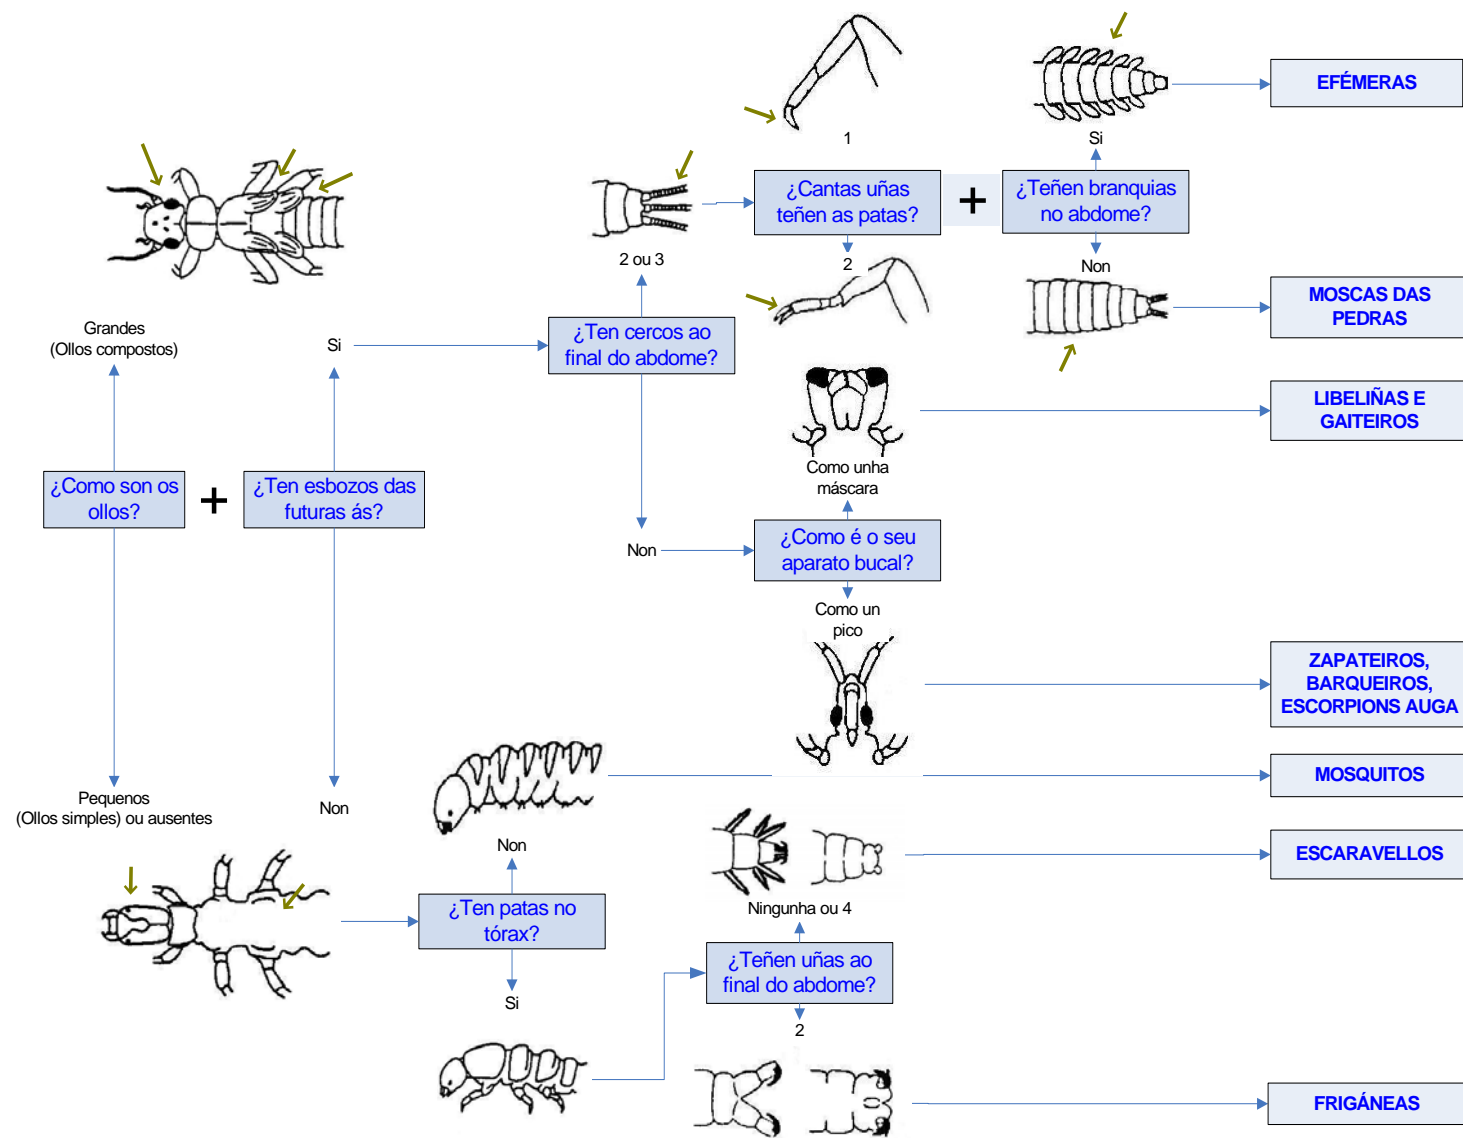 EFÉMERAS
1
Si
¿Cantas uñas
teñen as patas?
+
¿Teñen branquias
no abdome?
2 ou 3
2
Non
MOSCAS DAS
PEDRAS
Grandes
(Ollos compostos)
Si
¿Ten cercos ao
final do abdome?
LIBELIÑAS E
GAITEIROS
Como unha
máscara
¿Como son os
ollos?
+
¿Ten esbozos das
futuras ás?
Non
¿Como é o seu
aparato bucal?
Como un
pico
ZAPATEIROS,
BARQUEIROS,
ESCORPIONS AUGA
MOSQUITOS
Pequenos
(Ollos simples) ou ausentes
Non
Non
ESCARAVELLOS
¿Ten patas no
tórax?
Ningunha ou 4
¿Teñen uñas ao
final do abdome?
Si
2
FRIGÁNEAS